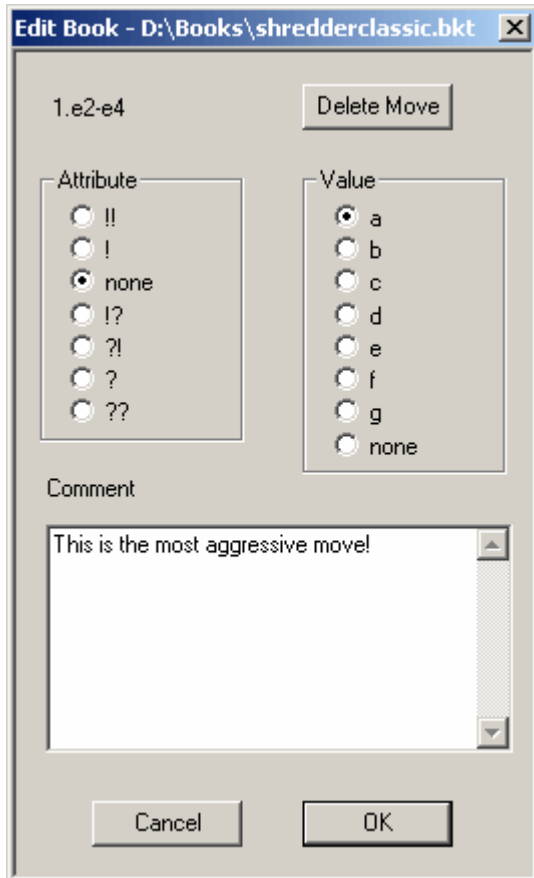 Edit Book - D:\Books\shredderclassic.bkt
1.e2-e4
Delete Move
Attribute
!!
!
none
!?
?!
?
??
Value
a
b
c
d
e
f
g
none
Comment
This is the most aggressive move!
Cancel
OK